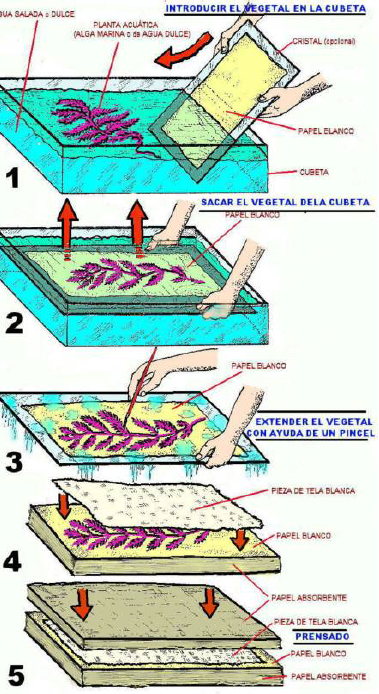 INTRODUCIR EL VEGETAL EN LA CUBETA
UA SALADA o DULCE
PLANTA ACUÁTICA
(ALGA MARINA o de AGUA DULCE)
CRISTAL (opcional)
PAPEL BLANCO
CUBETA
1
SACAR EL VEGETAL DE LA CUBETA
PAPEL BLANCO
2
PAPEL BLANCO
EXTENDER EL VEGETAL
CON AYUDA DE UN PINCEL
3
PIEZA DE TELA BLANCA
PAPEL BLANCO
4
PAPEL ABSORBENTE
PIEZA DE TELA BLANCA
PRENSADO
PAPEL BLANCO
5
PAPEL ABSORBENTE